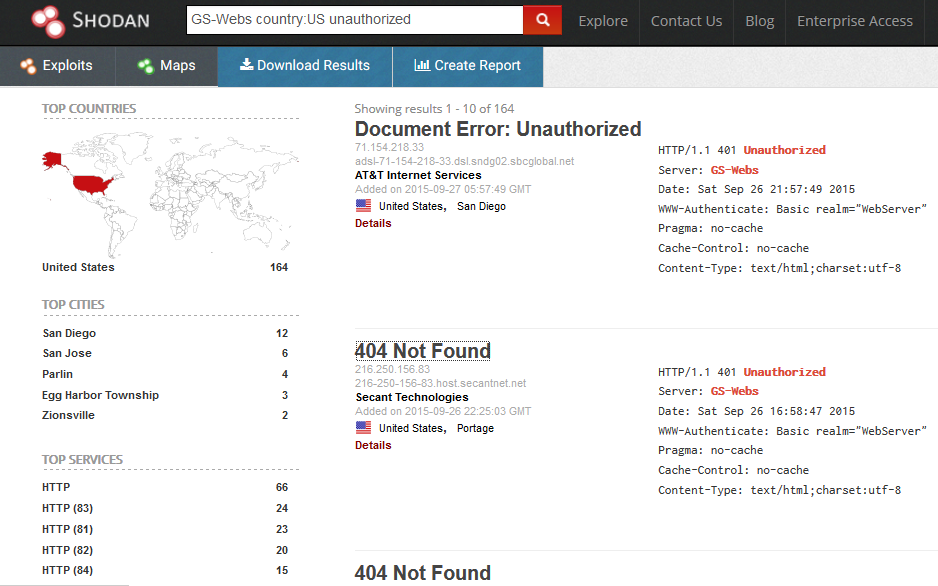 SHODAN
GS-Webs country:US unauthorized
Explore
Contact Us
Blog
Enterprise Access
Exploits
Maps
Download Results
Create Report
TOP COUNTRIES
United States 164
TOP CITIES
San Diego 12
San Jose 6
Parlin 4
Egg Harbor Township 3
Zionsville 2
TOP SERVICES
HTTP 66
HTTP (83) 24
HTTP (81) 23
HTTP (82) 20
HTTP (84) 15
Showing results 1 - 10 of 164
Document Error: Unauthorized
71.154.218.33
adsl-71-154-218-33.dsl.sndg02.sbcglobal.net
AT&T Internet Services
Added on 2015-09-27 05:57:49 GMT
United States, San Diego
Details
HTTP/1.1 401 Unauthorized
Server: GS-Webs
Date: Sat Sep 26 21:57:49 2015
WWW-Authenticate: Basic realm="WebServer"
Pragma: no-cache
Cache-Control: no-cache
Content-Type: text/html;charset:utf-8
404 Not Found
216.250.156.83
216-250-156-83.host.secantnet.net
Secant Technologies
Added on 2015-09-26 22:25:03 GMT
United States, Portage
Details
HTTP/1.1 401 Unauthorized
Server: GS-Webs
Date: Sat Sep 26 16:58:47 2015
WWW-Authenticate: Basic realm="WebServer"
Pragma: no-cache
Cache-Control: no-cache
Content-Type: text/html;charset:utf-8
404 Not Found